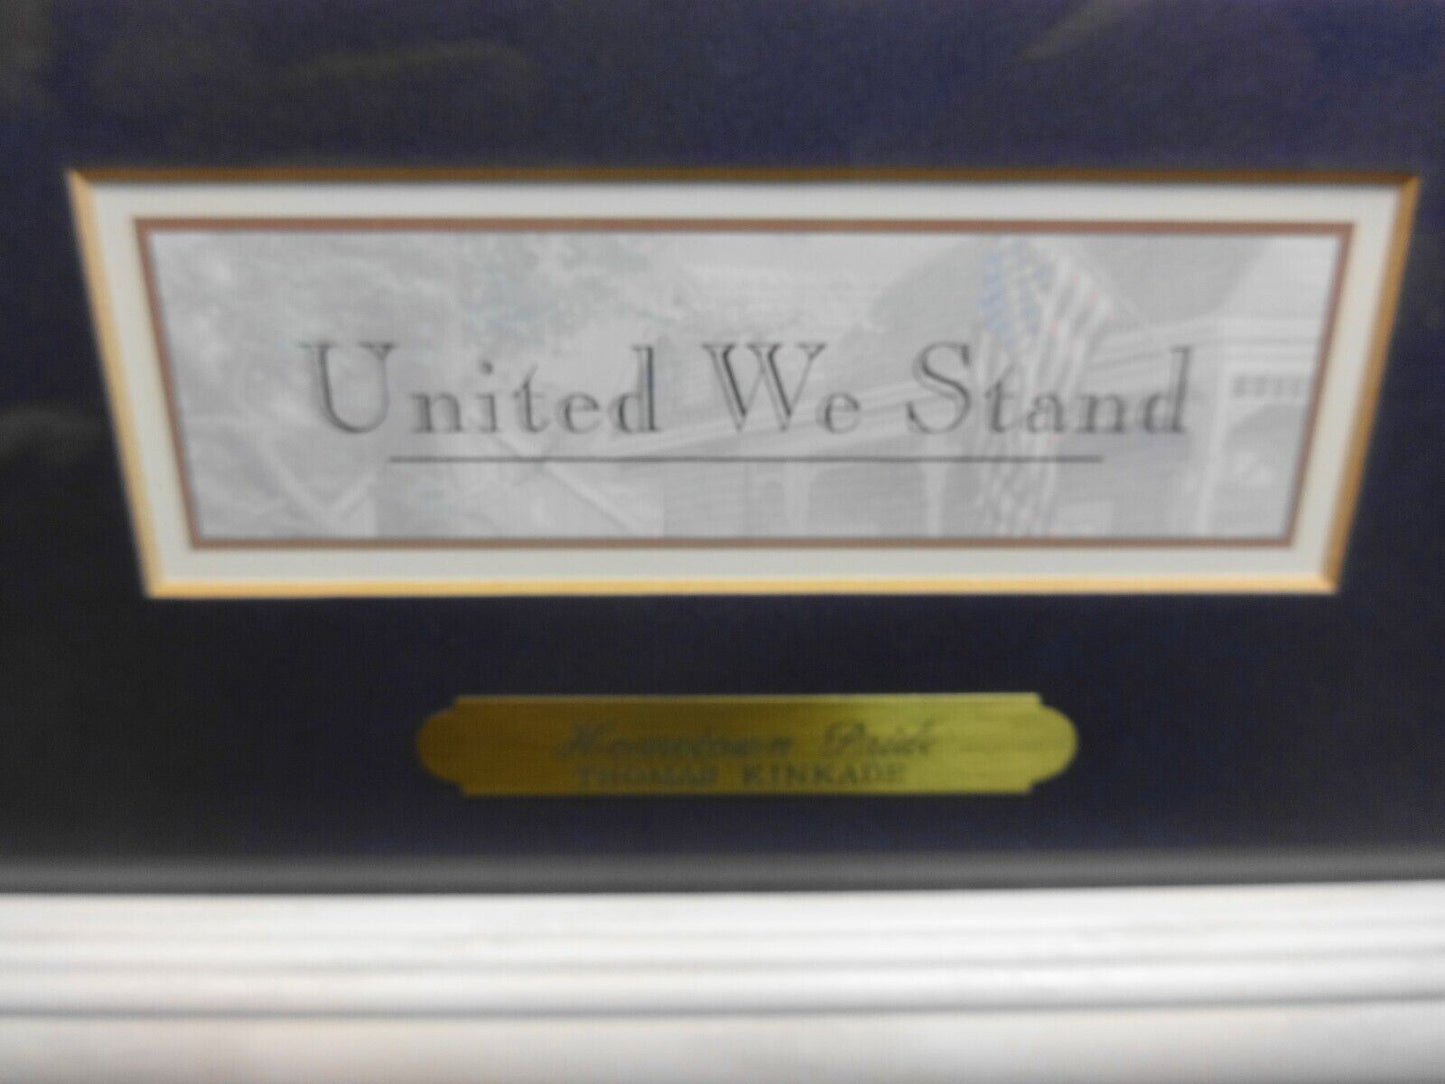 United We Stand
Hometown Pride
THOMAS KINKADE